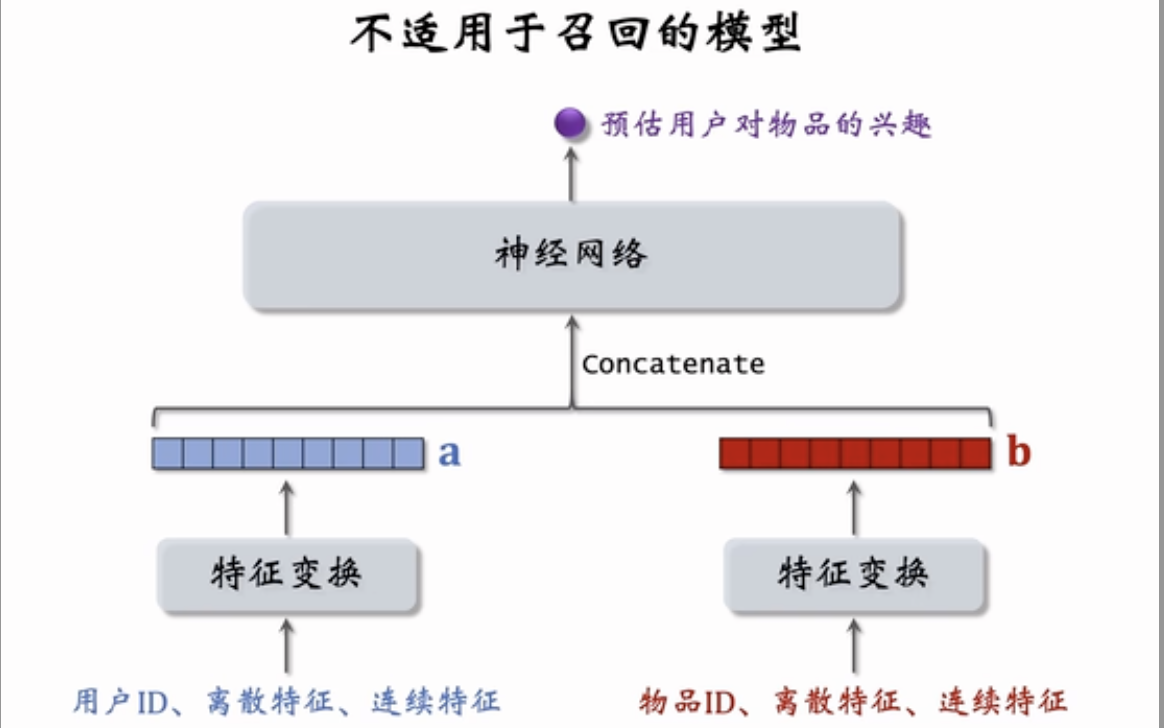 不适用于召回的模型
预估用户对物品的兴趣
神经网络
Concatenate
a
b
特征变换
特征变换
用户ID、离散特征、连续特征
物品ID、离散特征、连续特征